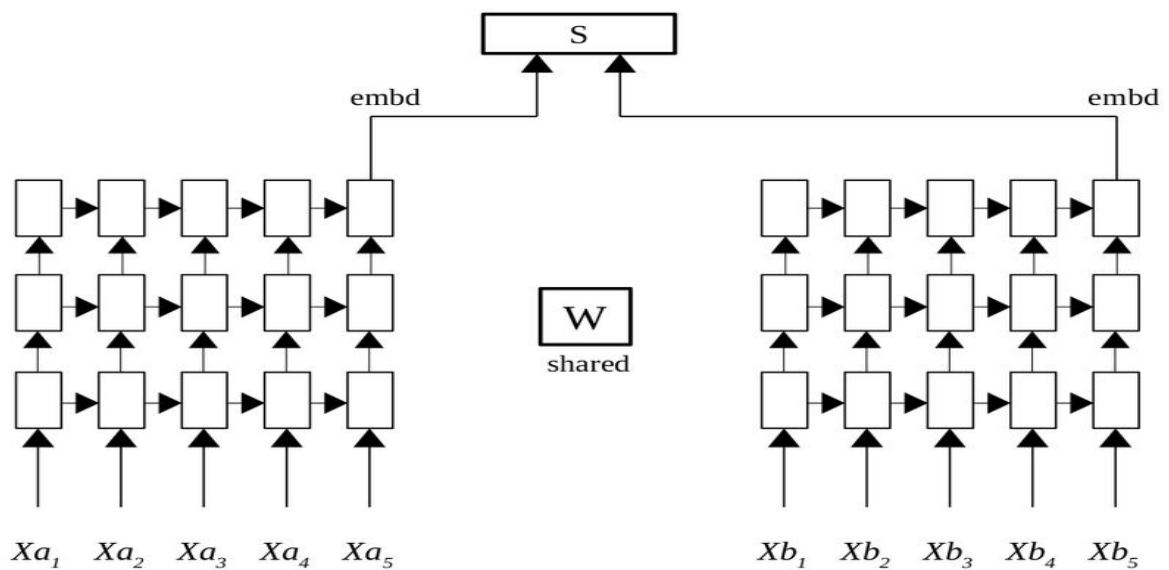 S
embd embd
W
shared
Xa₁ Xa₂ Xa₃ Xa₄ Xa₅ Xb₁ Xb₂ Xb₃ Xb₄ Xb₅